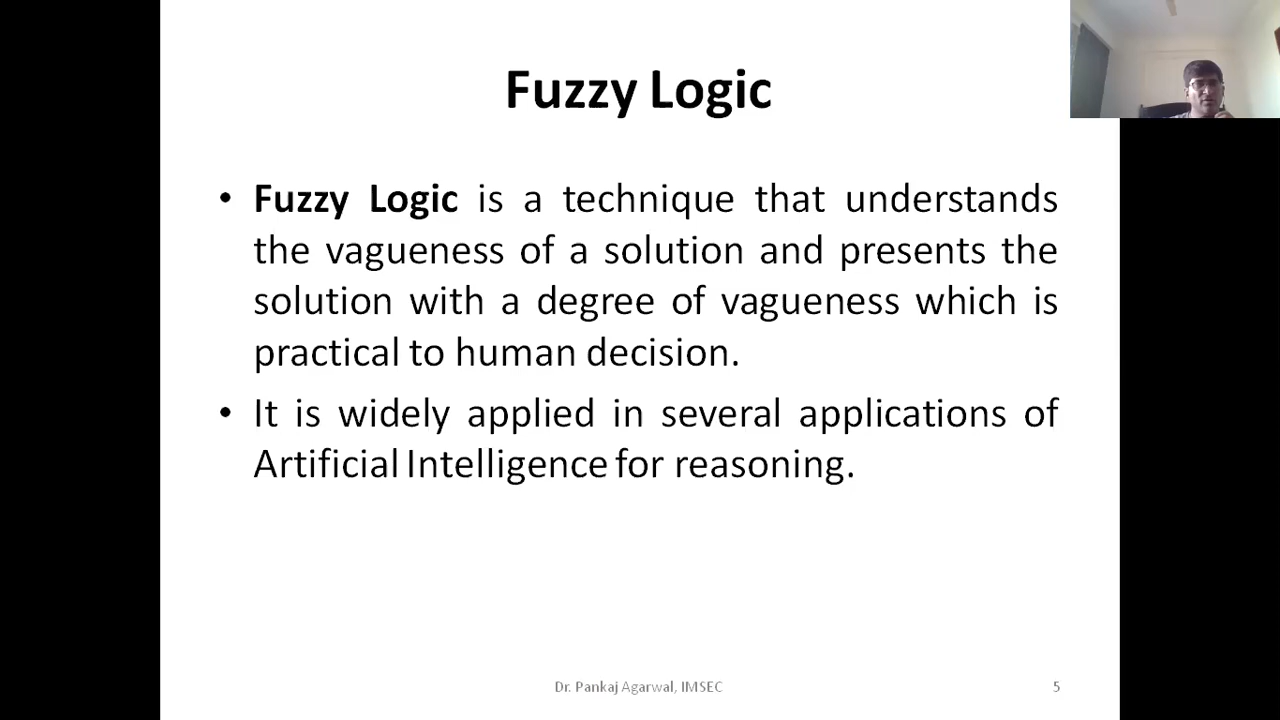 Fuzzy Logic
• Fuzzy Logic is a technique that understands
the vagueness of a solution and presents the
solution with a degree of vagueness which is
practical to human decision.
• It is widely applied in several applications of
Artificial Intelligence for reasoning.
Dr. Pankaj Agarwal, IMSEC
5